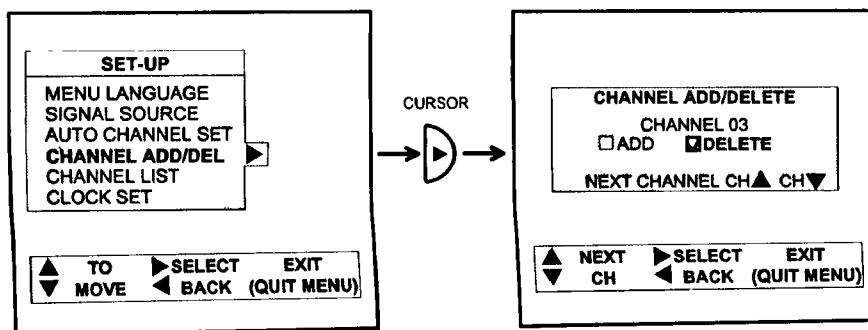 SET-UP
MENU LANGUAGE
SIGNAL SOURCE
AUTO CHANNEL SET
CHANNEL ADD/DEL ▶
CHANNEL LIST
CLOCK SET
▲ TO ▶SELECT EXIT
▼ MOVE ◀ BACK (QUIT MENU)
CURSOR
CHANNEL ADD/DELETE
CHANNEL 03
ADD DELETE
NEXT CHANNEL CH▲ CH▼
▲ NEXT ▶SELECT EXIT
▼ CH ◀ BACK (QUIT MENU)